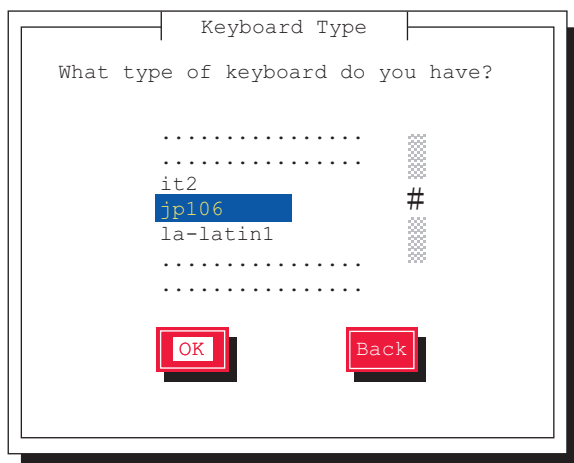 Keyboard Type
What type of keyboard do you have?
................
................
it2
jp106
#
la-latin1
................
................
OK
Back